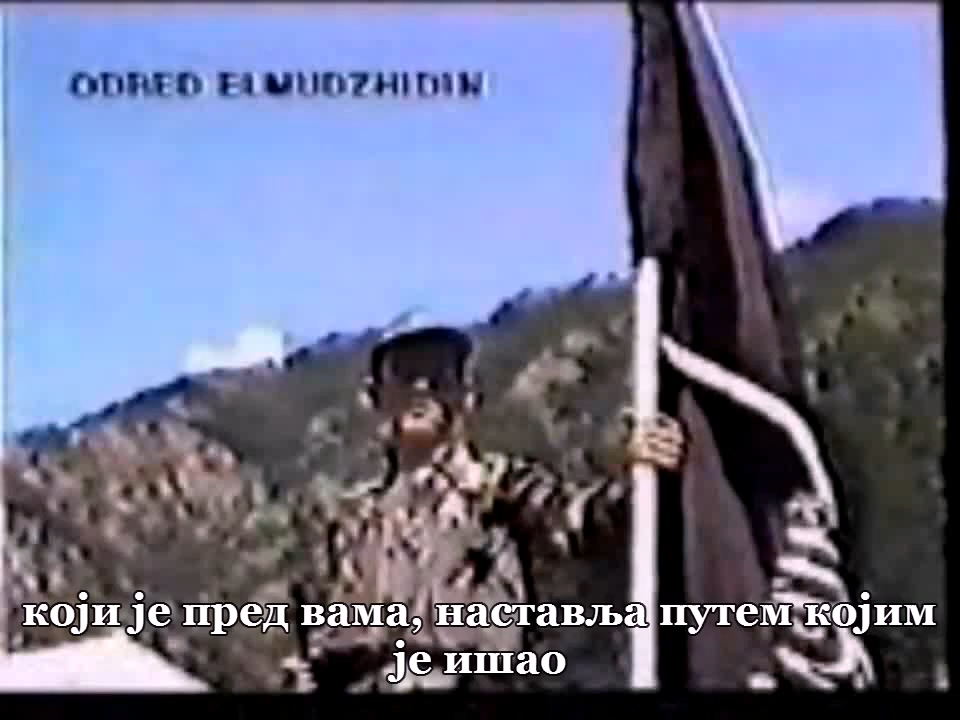 ODRED ELMUDZHIDIN
који је пред вама, наставља путем којим
је ишао